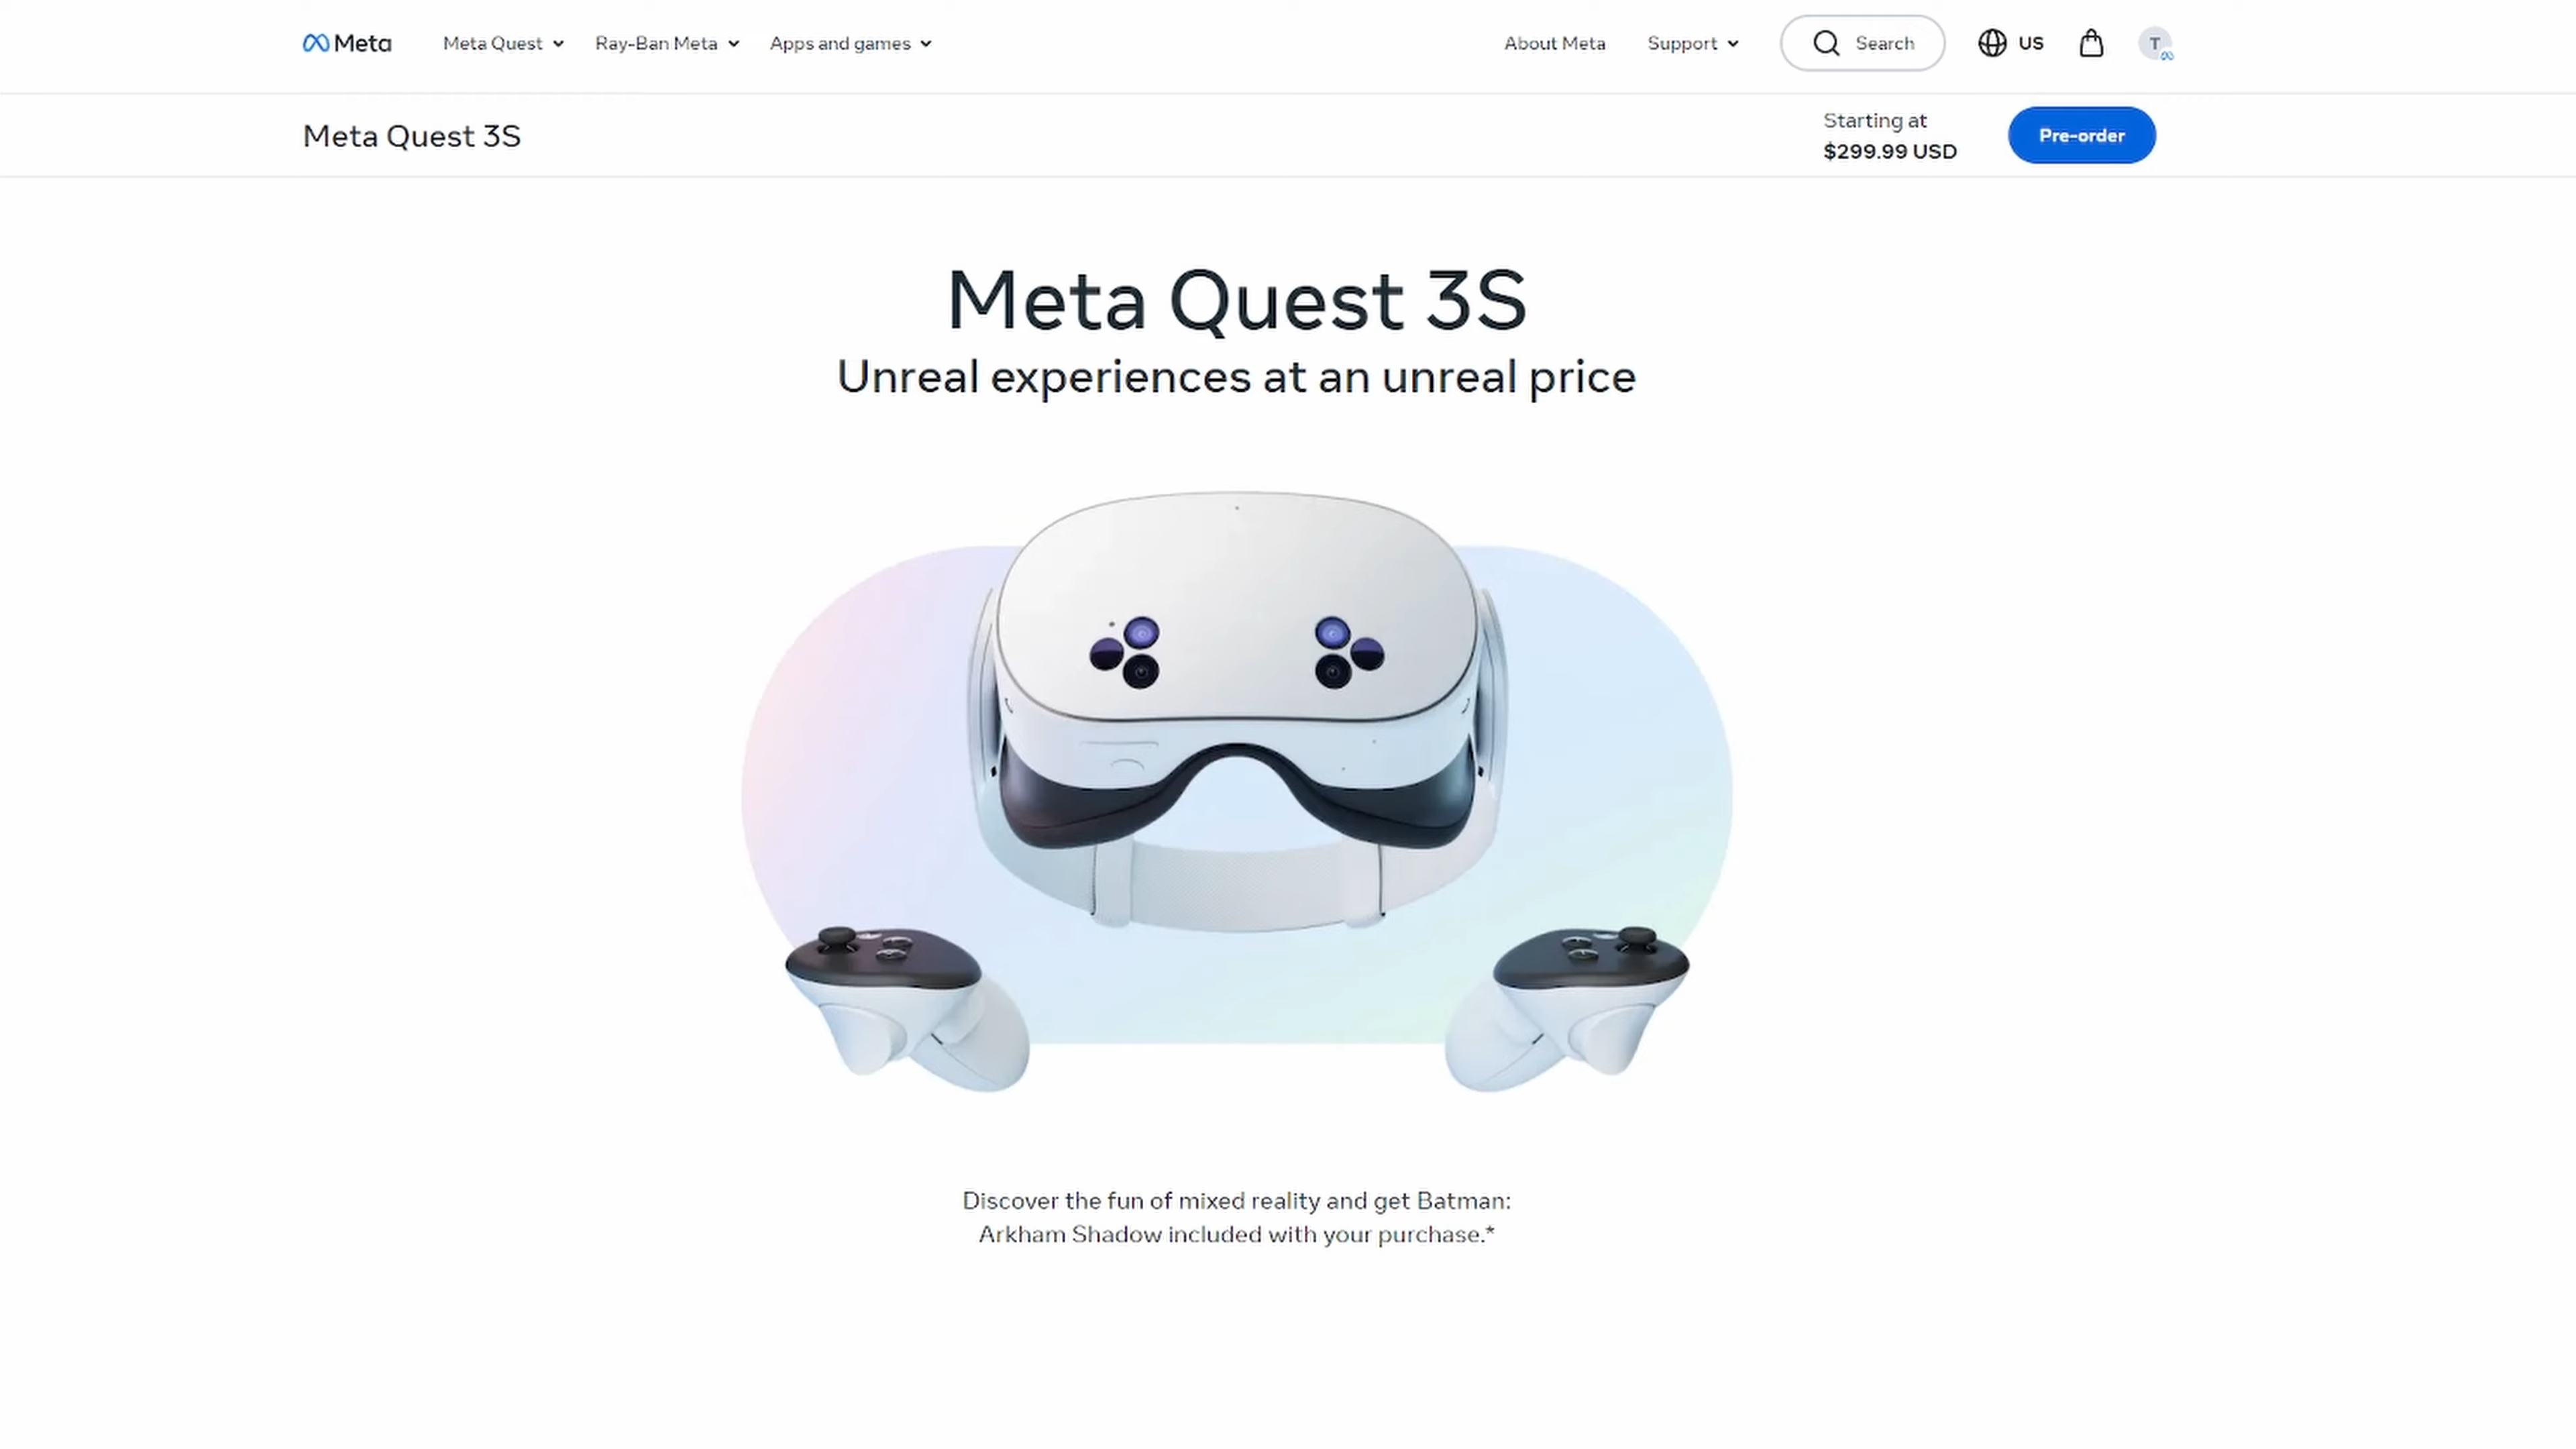 Meta
Meta Quest
Ray-Ban Meta
Apps and games
About Meta
Support
Search
US
T
Meta Quest 3S
Starting at
$299.99 USD
Pre-order
Meta Quest 3S
Unreal experiences at an unreal price
Discover the fun of mixed reality and get Batman:
Arkham Shadow included with your purchase.*